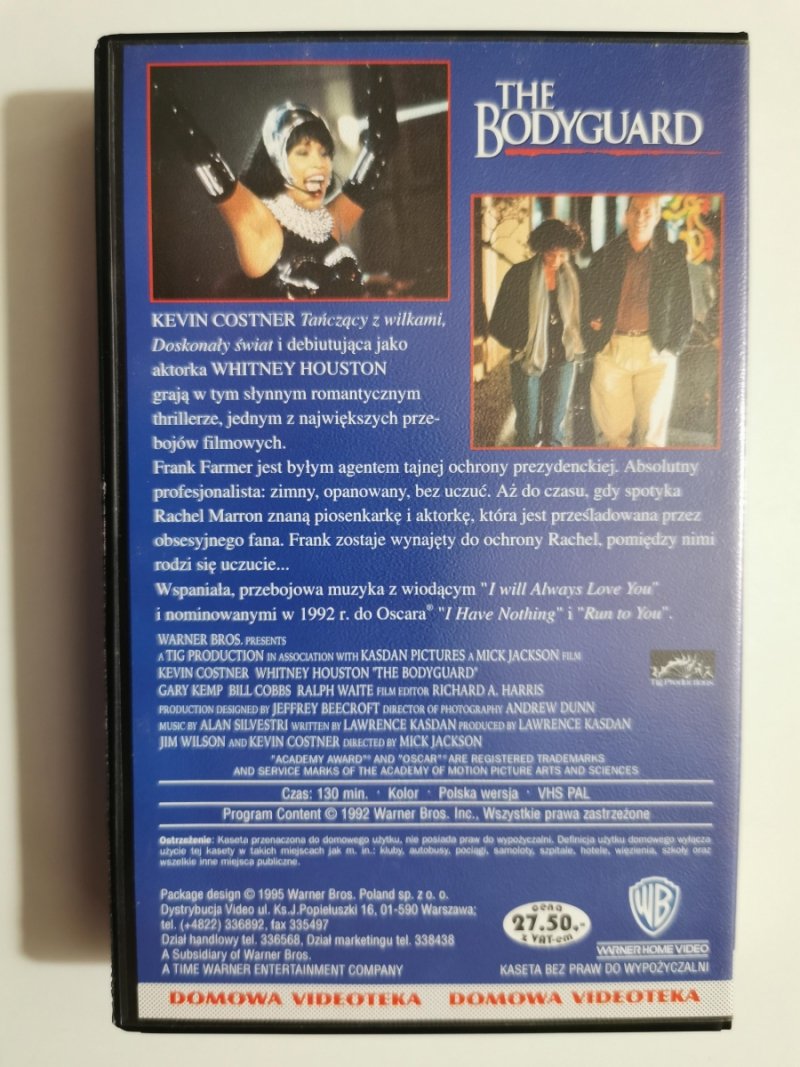 THE
BODYGUARD
KEVIN COSTNER Tańczący z wilkami,
Doskonały świat i debiutująca jako
aktorka WHITNEY HOUSTON
grają w tym słynnym romantycznym
thrillerze, jednym z największych prze-
bojów filmowych.
Frank Farmer jest byłym agentem tajnej ochrony prezydenckiej. Absolutny
profesjonalista: zimny, opanowany, bez uczuć. Aż do czasu, gdy spotyka
Rachel Marron znaną piosenkarkę i aktorkę, która jest prześladowana przez
obsesyjnego fana. Frank zostaje wynajęty do ochrony Rachel, pomiędzy nimi
rodzi się uczucie...
Wspaniała, przebojowa muzyka z wiodącym "I will Always Love You"
i nominowanymi w 1992 r. do Oscara® "I Have Nothing" i "Run to You".
WARNER BROS. PRESENTS
A TIG PRODUCTION IN ASSOCIATION WITH KASDAN PICTURES A MICK JACKSON FILM
KEVIN COSTNER WHITNEY HOUSTON "THE BODYGUARD"
GARY KEMP BILL COBBS RALPH WAITE FILM EDITOR RICHARD A. HARRIS
PRODUCTION DESIGNED BY JEFFREY BEECROFT DIRECTOR OF PHOTOGRAPHY ANDREW DUNN
MUSIC BY ALAN SILVESTRI WRITTEN BY LAWRENCE KASDAN PRODUCED BY LAWRENCE KASDAN
JIM WILSON AND KEVIN COSTNER DIRECTED BY MICK JACKSON
Tig Productions
"ACADEMY AWARD"® AND "OSCAR"® ARE REGISTERED TRADEMARKS
AND SERVICE MARKS OF THE ACADEMY OF MOTION PICTURE ARTS AND SCIENCES
Czas: 130 min. · Kolor · Polska wersja · VHS PAL
Program Content © 1992 Warner Bros. Inc., Wszystkie prawa zastrzeżone
Ostrzeżenie: Kaseta przenaczona do domowego użytku, nie posiada praw do wypożyczalni. Definicja użytku domowego wyłącza
użycie tej kasety w takich miejscach jak m. in.: kluby, autobusy, pociągi, samoloty, szpitale, hotele, więzienia, szkoły oraz
wszelkie inne miejsca publiczne.
Package design © 1995 Warner Bros. Poland sp. z o. o.
Dystrybucja Video ul. Ks.J.Popiełuszki 16, 01-590 Warszawa;
tel. (+4822) 336892, fax 335497
Dział handlowy tel. 336568, Dział marketingu tel. 338438
A Subsidiary of Warner Bros.
A TIME WARNER ENTERTAINMENT COMPANY
cena
27.50,-
z VAT-em
WB
WARNER HOME VIDEO
KASETA BEZ PRAW DO WYPOŻYCZALNI
DOMOWA VIDEOTEKA DOMOWA VIDEOTEKA